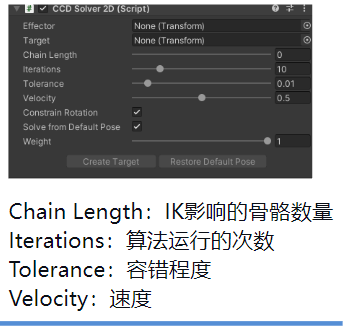 CCD Solver 2D (Script)
Effector None (Transform)
Target None (Transform)
Chain Length 0
Iterations 10
Tolerance 0.01
Velocity 0.5
Constrain Rotation
Solve from Default Pose
Weight 1
Create Target Restore Default Pose
Chain Length：IK影响的骨骼数量
Iterations：算法运行的次数
Tolerance：容错程度
Velocity：速度